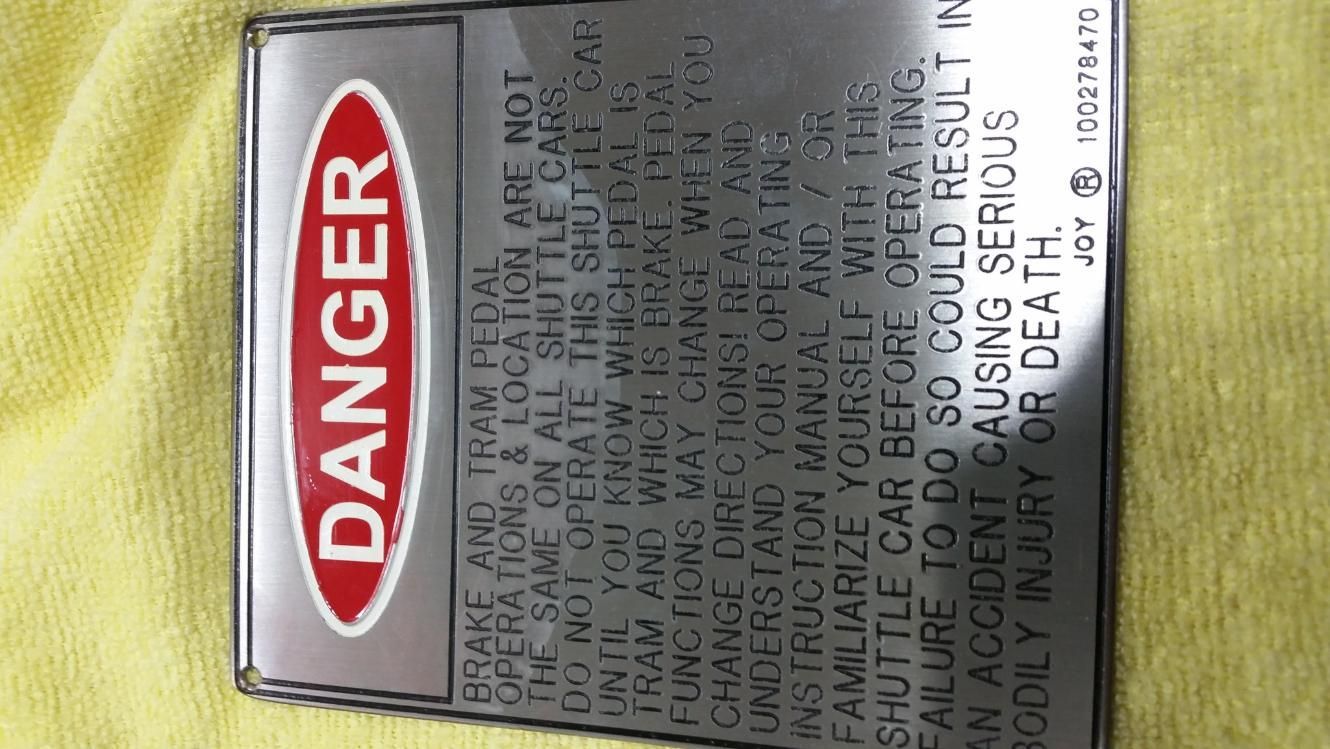 DANGER
BRAKE AND TRAM PEDAL
OPERATIONS & LOCATION ARE NOT
THE SAME ON ALL SHUTTLE CARS.
DO NOT OPERATE THIS SHUTTLE CAR
UNTIL YOU KNOW WHICH PEDAL IS
TRAM AND WHICH IS BRAKE. PEDAL
FUNCTIONS MAY CHANGE WHEN YOU
CHANGE DIRECTIONS! READ AND
UNDERSTAND YOUR OPERATING
INSTRUCTION MANUAL AND / OR
FAMILIARIZE YOURSELF WITH THIS
SHUTTLE CAR BEFORE OPERATING.
FAILURE TO DO SO COULD RESULT IN
AN ACCIDENT CAUSING SERIOUS
BODILY INJURY OR DEATH.
JOY ® 100278470